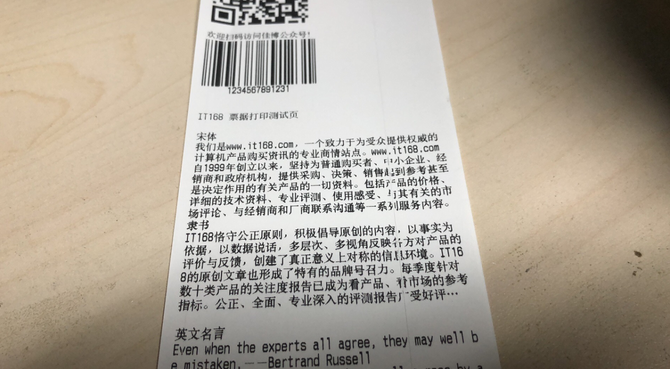 欢迎扫码访问佳博公众号!
1234567891231
IT168 票据打印测试页
宋体
我们是www.it168.com，一个致力于为受众提供权威的
计算机产品购买资讯的专业商情站点。www.it168.com
自1999年创立以来，坚持为普通购买者、中小企业、经
销商和政府机构，提供采购、决策、销售起到参考甚至
是决定作用的有关产品的一切资料。包括产品的价格、
详细的技术资料、专业评测、使用感受、与其有关的市
场评论、与经销商和厂商联系沟通等一系列服务内容。
隶书
IT168恪守公正原则，积极倡导原创的内容，以事实为
依据，以数据说话，多层次、多视角反映各方对产品的
评价与反馈，创建了真正意义上对称的信息环境。IT16
8的原创文章也形成了特有的品牌号召力。每季度针对
数十类产品的关注度报告已成为看产品、看市场的参考
指标。公正、全面、专业深入的评测报告广受好评…
英文名言
Even when the experts all agree, they may well b
e mistaken.——Bertrand Russell